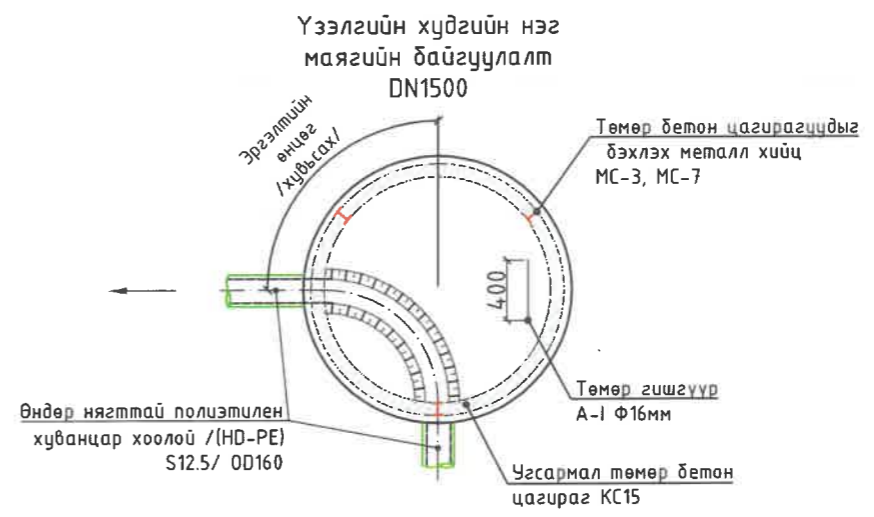 Үзэлгийн худгийн нэг
маягийн байгуулалт
DN1500
Эргэлтийн
өнцөг
/хувьсах/
Төмөр бетон цагирагуудыг
бэхлэх металл хийц
МС-3, МС-7
400
Төмөр гишгүүр
А-I Ф16мм
Өндөр нягттай полиэтилен
хуванцар хоолой /(HD-PE)
S12.5/ OD160
Угсармал төмөр бетон
цагираг КС15